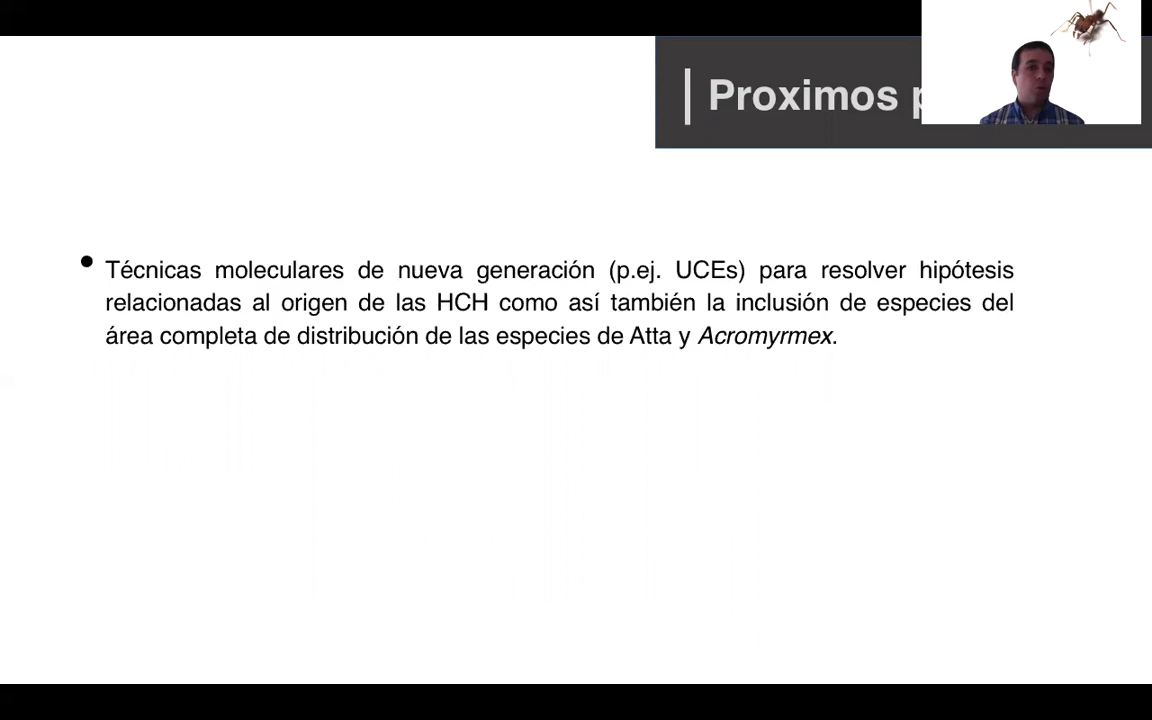 Proximos
Técnicas moleculares de nueva generación (p.ej. UCEs) para resolver hipótesis
relacionadas al origen de las HCH como así también la inclusión de especies del
área completa de distribución de las especies de Atta y Acromyrmex.